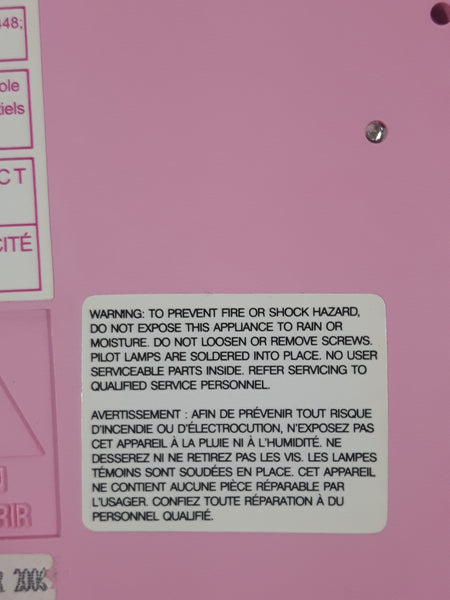 448;
ole
tiels
CT
CITÉ
WARNING: TO PREVENT FIRE OR SHOCK HAZARD,
DO NOT EXPOSE THIS APPLIANCE TO RAIN OR
MOISTURE. DO NOT LOOSEN OR REMOVE SCREWS.
PILOT LAMPS ARE SOLDERED INTO PLACE. NO USER
SERVICEABLE PARTS INSIDE. REFER SERVICING TO
QUALIFIED SERVICE PERSONNEL.
AVERTISSEMENT : AFIN DE PRÉVENIR TOUT RISQUE
D'INCENDIE OU D'ÉLECTROCUTION, N'EXPOSEZ PAS
CET APPAREIL À LA PLUIE NI À L'HUMIDITÉ. NE
DESSEREZ NI NE RETIREZ PAS LES VIS. LES LAMPES
TÉMOINS SONT SOUDÉES EN PLACE. CET APPAREIL
NE CONTIENT AUCUNE PIÈCE RÉPARABLE PAR
L'USAGER. CONFIEZ TOUTE RÉPARATION À DU
PERSONNEL QUALIFIÉ.
RIR
2006